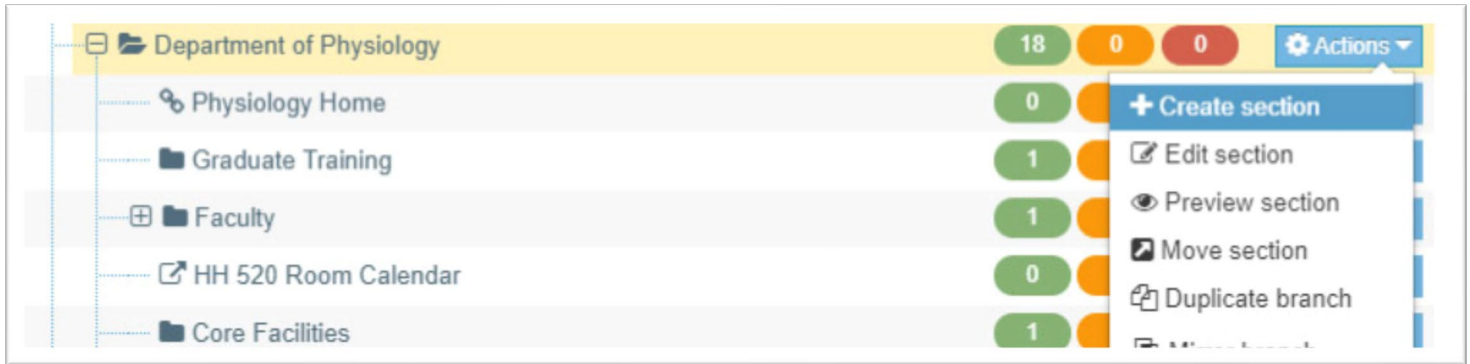 Department of Physiology 18 0 0 Actions
Physiology Home 0 Create section
Graduate Training 1 Edit section
Faculty 1 Preview section
Move section
HH 520 Room Calendar 0
Duplicate branch
Core Facilities 1